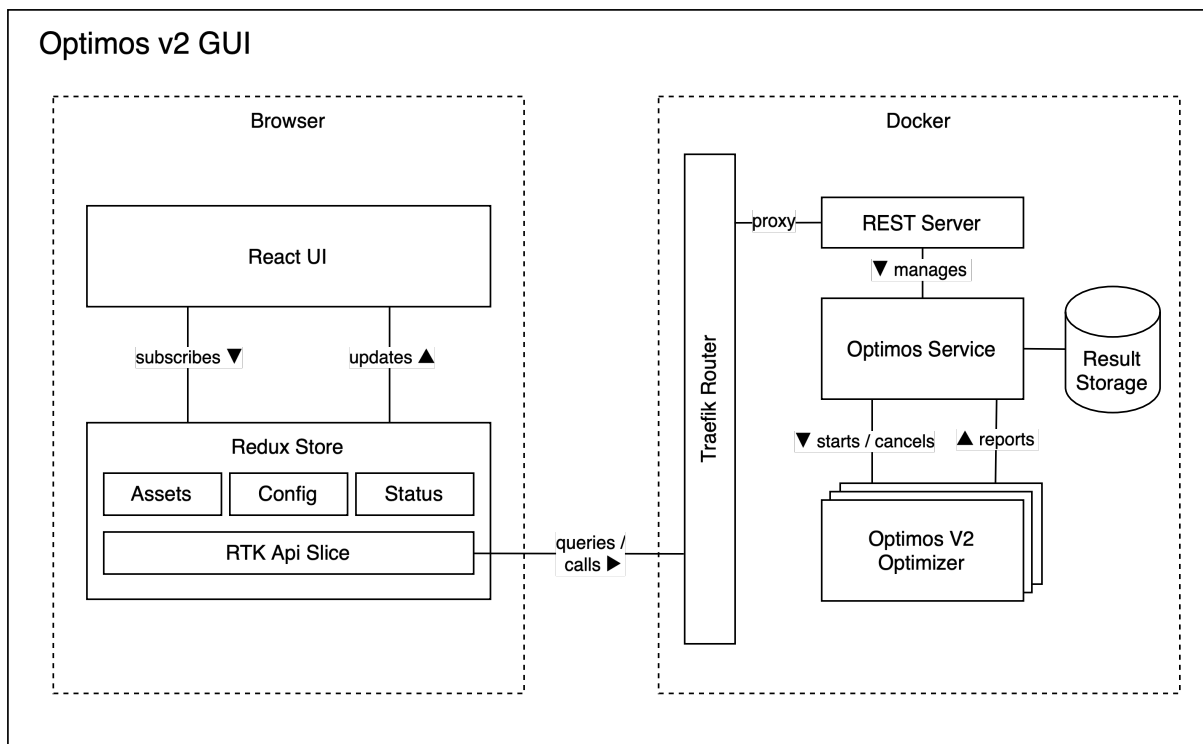 Optimos v2 GUI
Browser
React UI
subscribes ▼
updates ▲
Redux Store
Assets
Config
Status
RTK Api Slice
queries /
calls ▶
Docker
Traefik Router
proxy
REST Server
▼ manages
Optimos Service
Result
Storage
▼ starts / cancels
▲ reports
Optimos V2
Optimizer